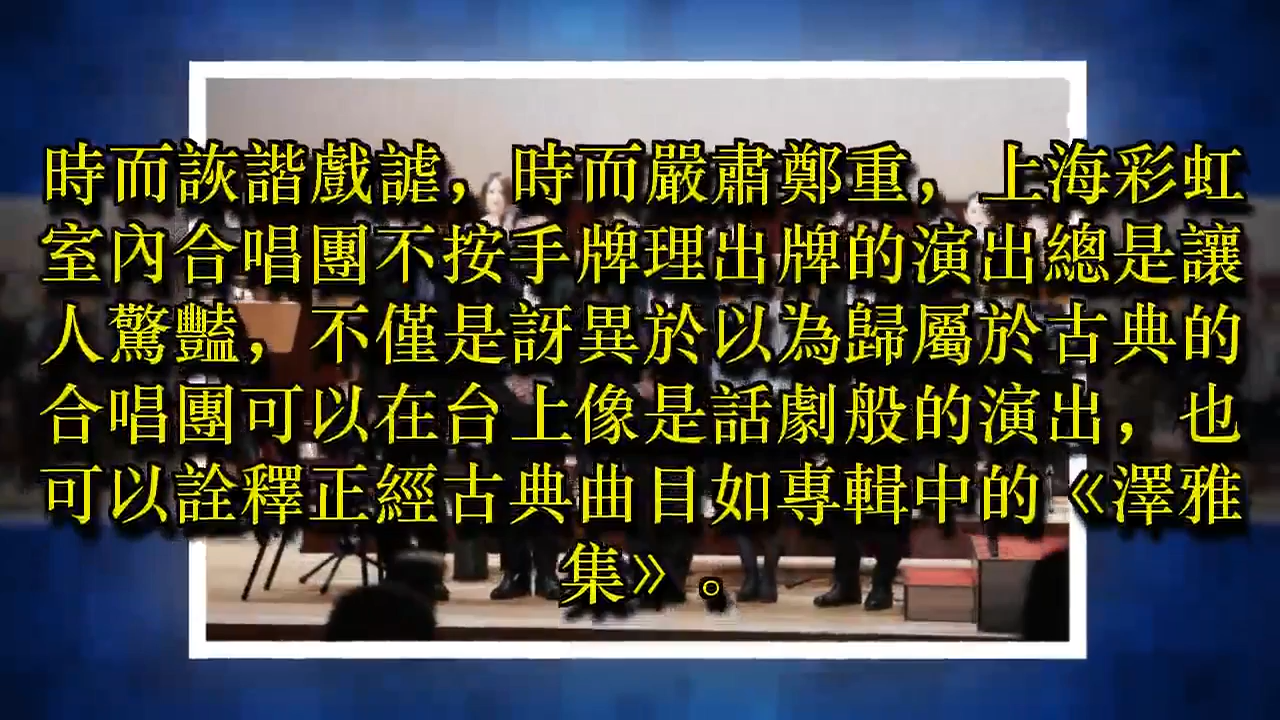 時而詼諧戲謔，時而嚴肅鄭重，上海彩虹
室內合唱團不按手牌理出牌的演出總是讓
人驚豔，不僅是訝異於以為歸屬於古典的
合唱團可以在台上像是話劇般的演出，也
可以詮釋正經古典曲目如專輯中的《澤雅
集》。